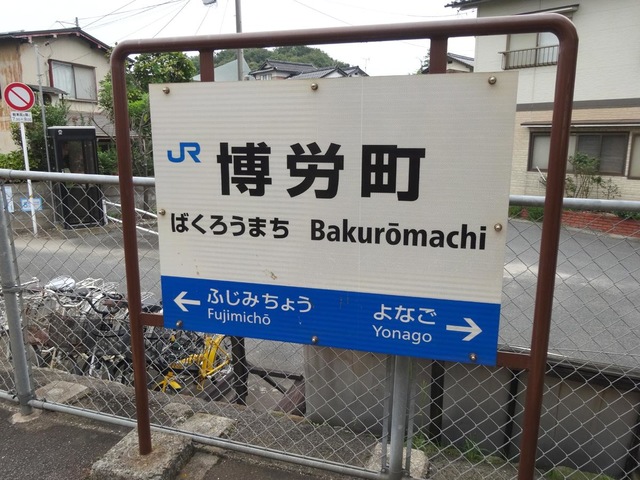 JR 博労町
ばくろうまち Bakurōmachi
← ふじみちょう
Fujimichō
よなご →
Yonago